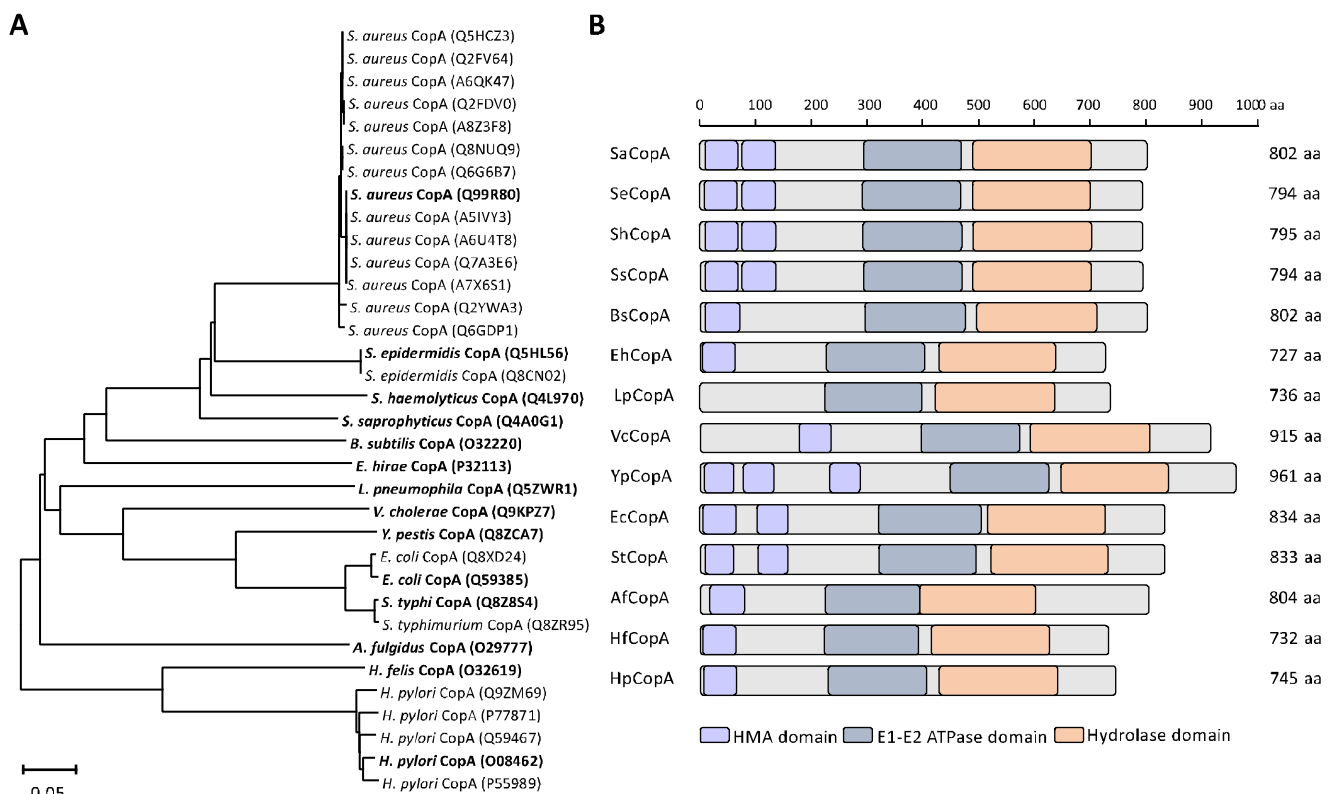 A
S. aureus CopA (Q5HCZ3)
S. aureus CopA (Q2FV64)
S. aureus CopA (A6QK47)
S. aureus CopA (Q2FDV0)
S. aureus CopA (A8Z3F8)
S. aureus CopA (Q8NUQ9)
S. aureus CopA (Q6G6B7)
S. aureus CopA (Q99R80)
S. aureus CopA (A5IVY3)
S. aureus CopA (A6U4T8)
S. aureus CopA (Q7A3E6)
S. aureus CopA (A7X6S1)
S. aureus CopA (Q2YWA3)
S. aureus CopA (Q6GDP1)
S. epidermidis CopA (Q5HL56)
S. epidermidis CopA (Q8CN02)
S. haemolyticus CopA (Q4L970)
S. saprophyticus CopA (Q4A0G1)
B. subtilis CopA (O32220)
E. hirae CopA (P32113)
L. pneumophila CopA (Q5ZWR1)
V. cholerae CopA (Q9KPZ7)
Y. pestis CopA (Q8ZCA7)
E. coli CopA (Q8XD24)
E. coli CopA (Q59385)
S. typhi CopA (Q8Z8S4)
S. typhimurium CopA (Q8ZR95)
A. fulgidus CopA (O29777)
H. felis CopA (O32619)
H. pylori CopA (Q9ZM69)
H. pylori CopA (P77871)
H. pylori CopA (Q59467)
H. pylori CopA (O08462)
H. pylori CopA (P55989)
0.05
B
0 100 200 300 400 500 600 700 800 900 1000 aa
SaCopA 802 aa
SeCopA 794 aa
ShCopA 795 aa
SsCopA 794 aa
BsCopA 802 aa
EhCopA 727 aa
LpCopA 736 aa
VcCopA 915 aa
YpCopA 961 aa
EcCopA 834 aa
StCopA 833 aa
AfCopA 804 aa
HfCopA 732 aa
HpCopA 745 aa
HMA domain E1-E2 ATPase domain Hydrolase domain